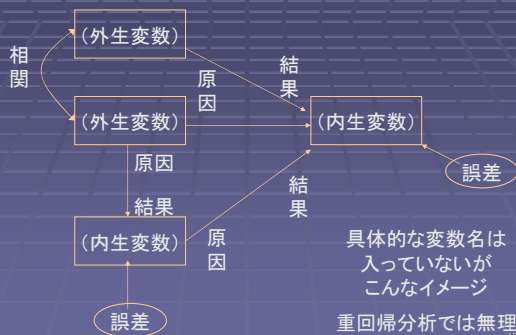 (外生変数)
相関
原因
結果
(外生変数)
(内生変数)
原因
誤差
結果
結果
(内生変数)
原因
具体的な変数名は
入っていないが
こんなイメージ
誤差
重回帰分析では無理